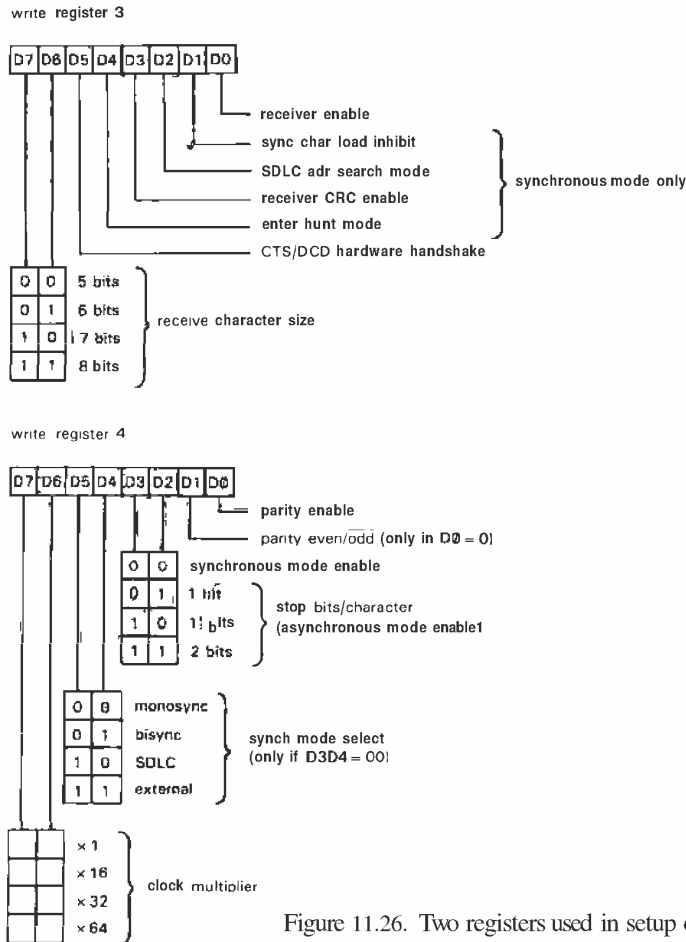 write register 3
D7 D6 D5 D4 D3 D2 D1 D0
receiver enable
sync char load inhibit
SDLC adr search mode
receiver CRC enable
enter hunt mode
CTS/DCD hardware handshake
synchronous mode only
0 0 5 bits
0 1 6 bits
1 0 7 bits
1 1 8 bits
receive character size
write register 4
D7 D6 D5 D4 D3 D2 D1 D0
parity enable
parity even/odd (only in D0 = 0)
0 0 synchronous mode enable
0 1 1 bit
1 0 bits
1 1 2 bits
stop bits/character
(asynchronous mode enable1
0 0 monosync
0 1 bisync
1 0 SDLC
1 1 external
synch mode select
(only if D3D4 = 00)
× 1
× 16
× 32
× 64
clock multiplier
Figure 11.26. Two registers used in setup